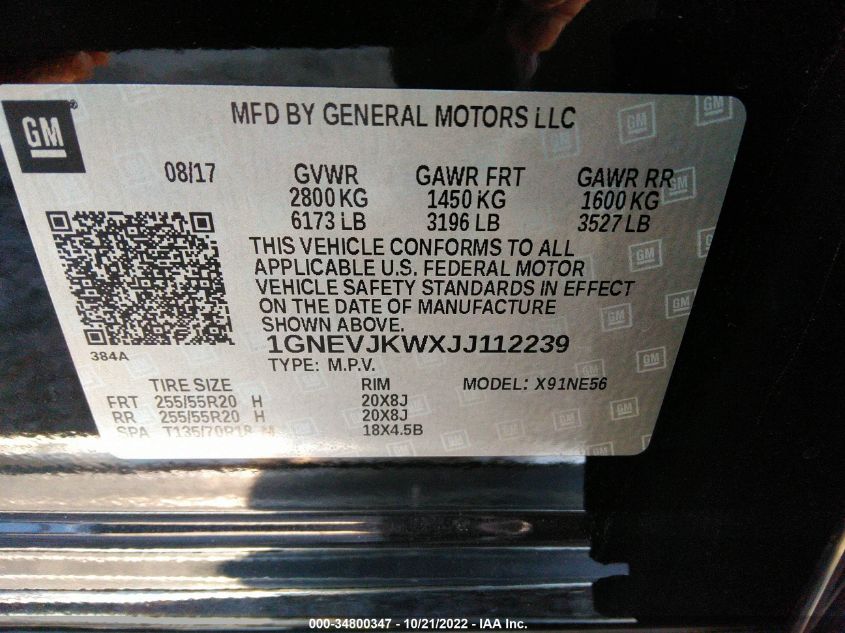 GM
MFD BY GENERAL MOTORS LLC
08/17 GVWR GAWR FRT GAWR RR
2800 KG 1450 KG 1600 KG
6173 LB 3196 LB 3527 LB
THIS VEHICLE CONFORMS TO ALL
APPLICABLE U.S. FEDERAL MOTOR
VEHICLE SAFETY STANDARDS IN EFFECT
ON THE DATE OF MANUFACTURE
SHOWN ABOVE.
384A
1GNEVJKWXJJ112239
TYPE: M.P.V.
TIRE SIZE RIM MODEL: X91NE56
FRT 255/55R20 H 20X8J
RR 255/55R20 H 20X8J
SPA T135/70R18 M 18X4.5B
000-34800347 - 10/21/2022 - IAA Inc.